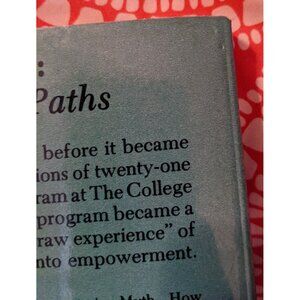 :
Paths
before it became
ions of twenty-one
ram at The College
program became a
raw experience" of
nto empowerment.
Myth How